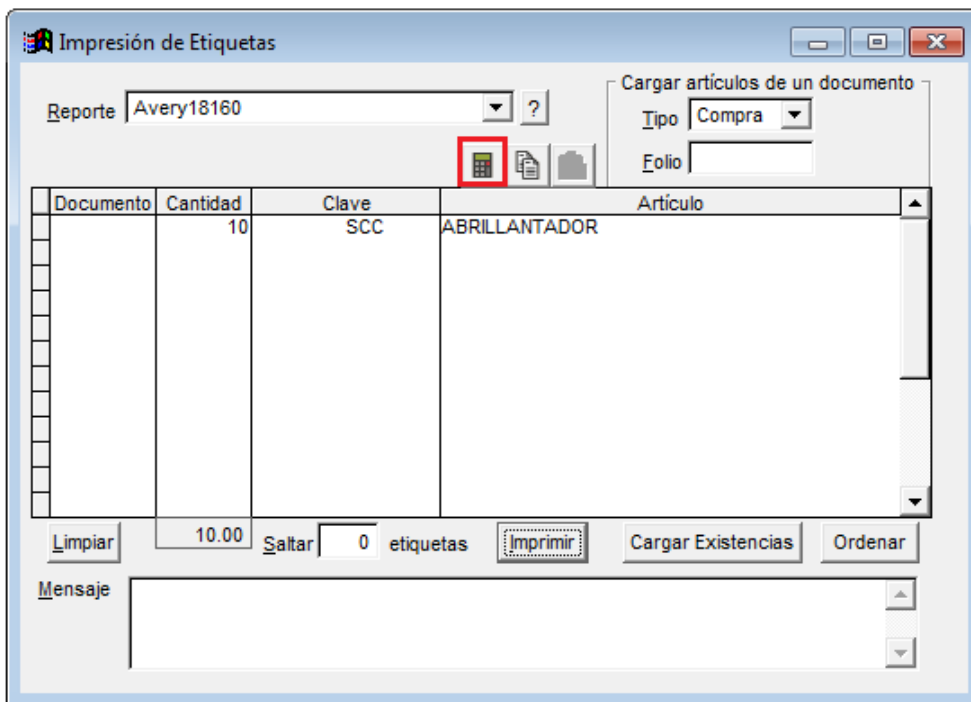 Impresión de Etiquetas
Cargar artículos de un documento
Reporte Avery18160 ?
Tipo Compra
Folio
Documento Cantidad Clave Artículo
10 SCC ABRILLANTADOR
Limpiar 10.00 Saltar 0 etiquetas Imprimir Cargar Existencias Ordenar
Mensaje